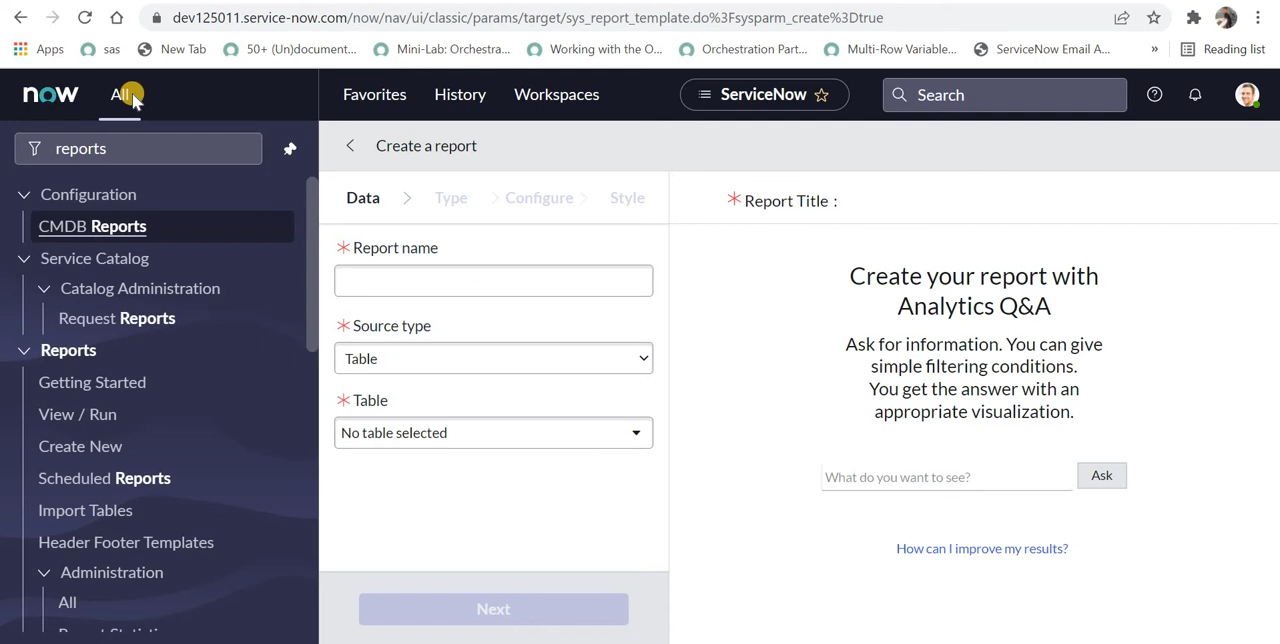 dev125011.service-now.com/now/nav/ui/classic/params/target/sys_report_template.do%3Fsysparm_create%3Dtrue
Apps sas New Tab 50+ (Un)document... Mini-Lab: Orchestra... Working with the O... Orchestration Part... Multi-Row Variable... ServiceNow Email A... » Reading list
now All Favorites History Workspaces ServiceNow Search
reports
Configuration
CMDB Reports
Service Catalog
Catalog Administration
Request Reports
Reports
Getting Started
View / Run
Create New
Scheduled Reports
Import Tables
Header Footer Templates
Administration
All
Create a report
Data Type Configure Style
* Report name
* Source type
Table
* Table
No table selected
Next
* Report Title :
Create your report with
Analytics Q&A
Ask for information. You can give
simple filtering conditions.
You get the answer with an
appropriate visualization.
What do you want to see? Ask
How can I improve my results?